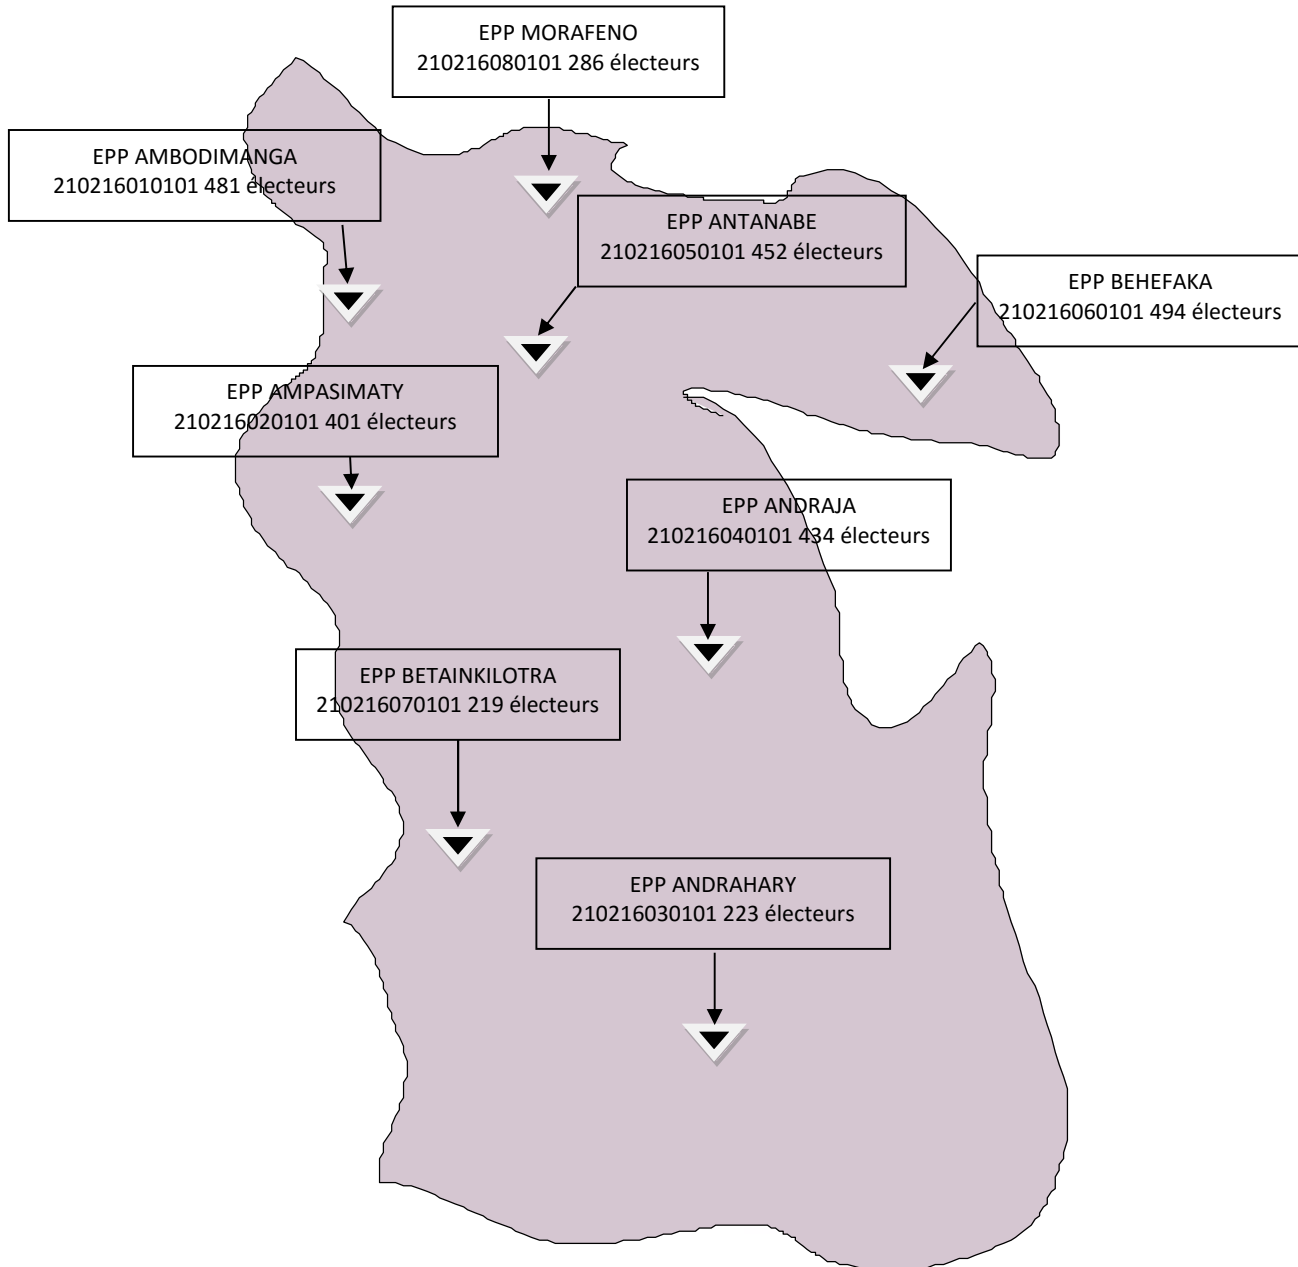 EPP MORAFENO
210216080101 286 électeurs
EPP AMBODIMANGA
210216010101 481 électeurs
EPP ANTANABE
210216050101 452 électeurs
EPP BEHEFAKA
210216060101 494 électeurs
EPP AMPASIMATY
210216020101 401 électeurs
EPP ANDRAJA
210216040101 434 électeurs
EPP BETAINKILOTRA
210216070101 219 électeurs
EPP ANDRAHARY
210216030101 223 électeurs